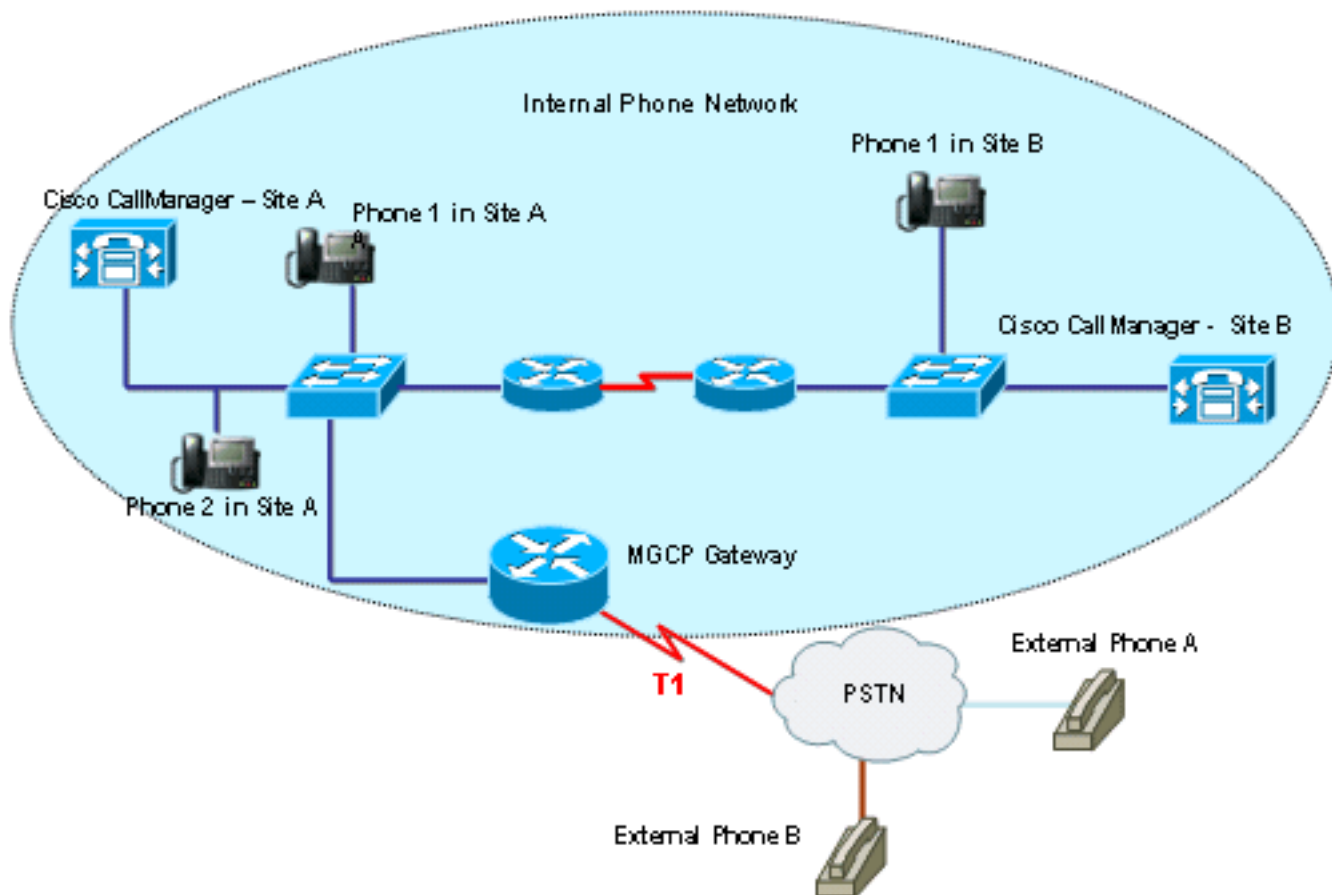 Internal Phone Network
Phone 1 in Site B
Cisco CallManager – Site A
Phone 1 in Site A
A
Cisco Call Manager - Site B
Phone 2 in Site A
MGCP Gateway
T1
PSTN
External Phone A
External Phone B